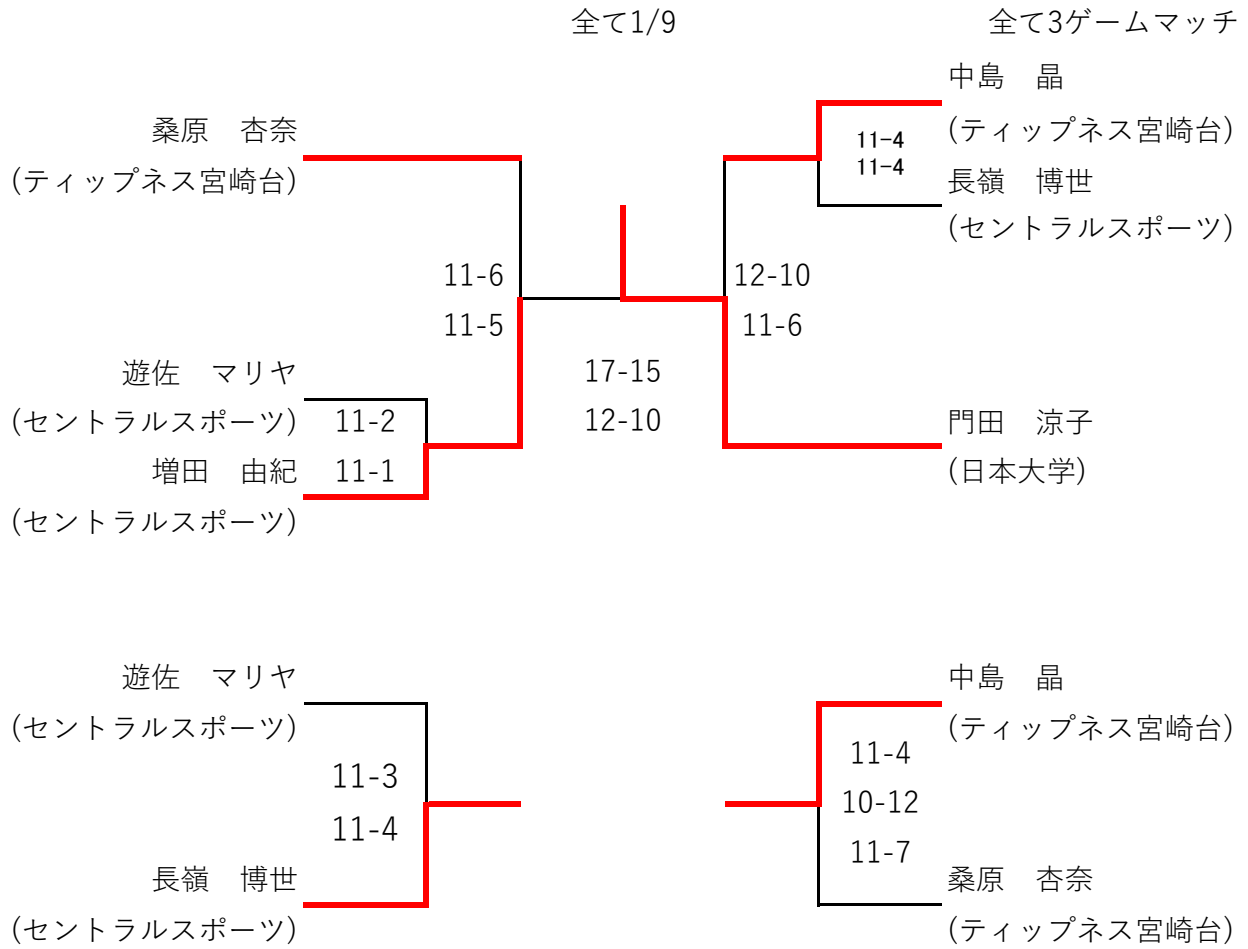 全て1/9
全て3ゲームマッチ
中島　晶
(ティップネス宮崎台)
11-4
11-4
長嶺　博世
(セントラルスポーツ)
桑原　杏奈
(ティップネス宮崎台)
11-6
11-5
12-10
11-6
17-15
12-10
遊佐　マリヤ
(セントラルスポーツ)
11-2
増田　由紀
11-1
(セントラルスポーツ)
門田　涼子
(日本大学)
遊佐　マリヤ
(セントラルスポーツ)
11-3
11-4
長嶺　博世
(セントラルスポーツ)
中島　晶
(ティップネス宮崎台)
11-4
10-12
11-7
桑原　杏奈
(ティップネス宮崎台)